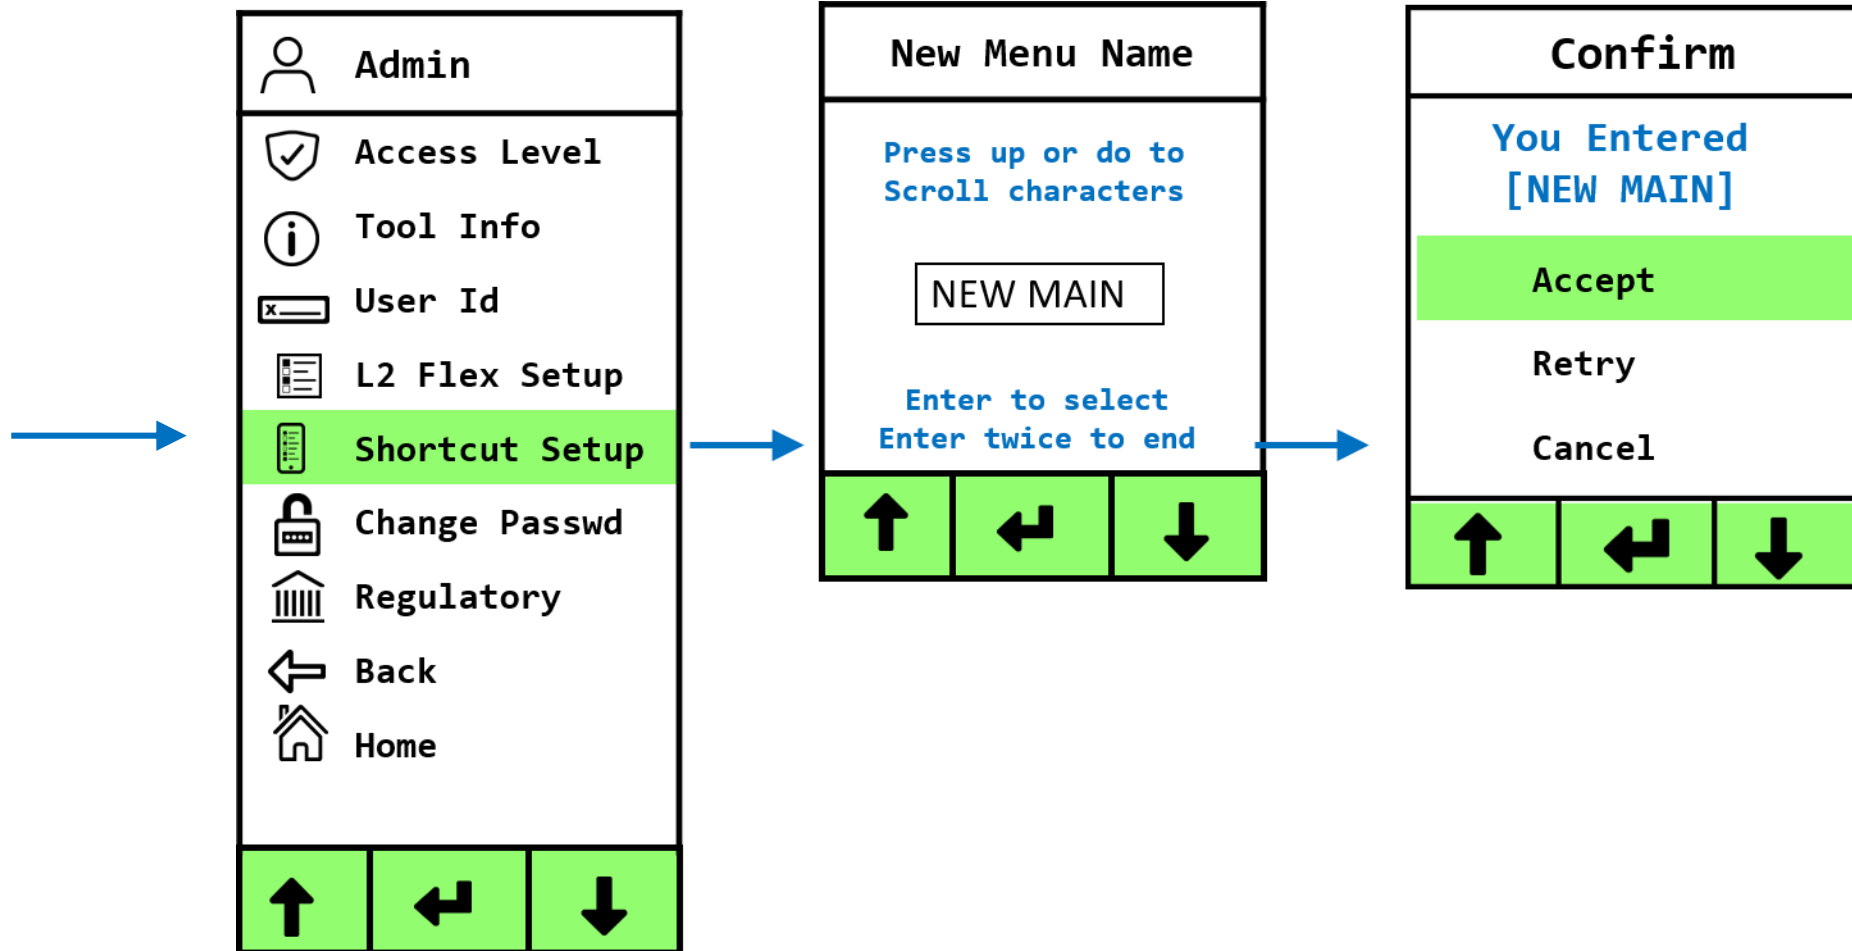 Admin
Access Level
Tool Info
User Id
L2 Flex Setup
Shortcut Setup
Change Passwd
Regulatory
Back
Home
New Menu Name
Press up or do to
Scroll characters
NEW MAIN
Enter to select
Enter twice to end
Confirm
You Entered
[NEW MAIN]
Accept
Retry
Cancel